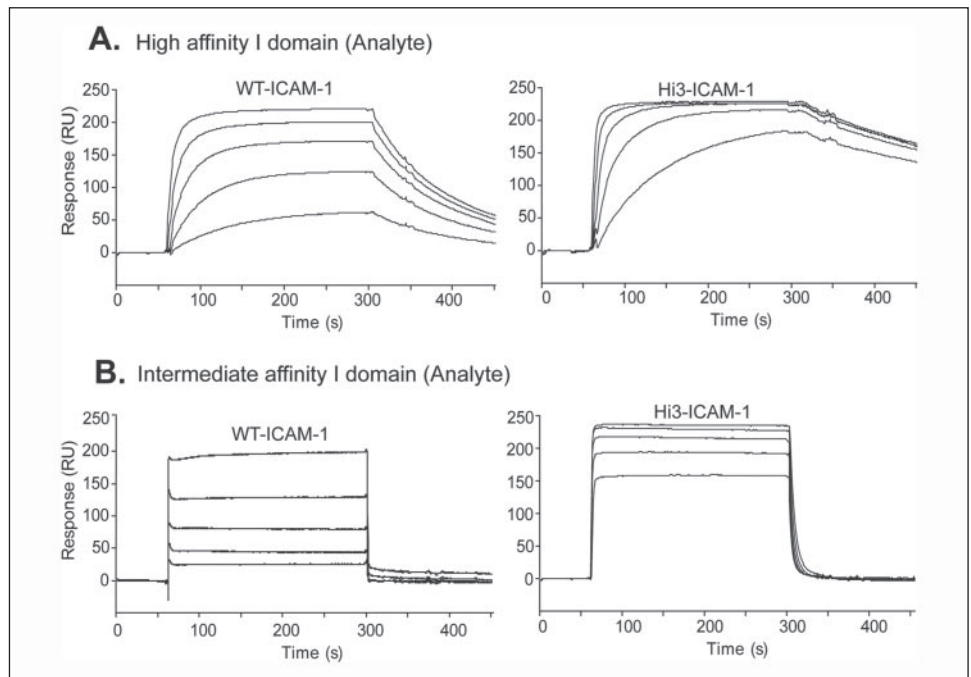 A. High affinity I domain (Analyte)
WT-ICAM-1
Hi3-ICAM-1
Response (RU)
250
200
150
100
50
0
0 100 200 300 400
Time (s)
250
200
150
100
50
0
0 100 200 300 400
Time (s)
B. Intermediate affinity I domain (Analyte)
WT-ICAM-1
Hi3-ICAM-1
Response (RU)
250
200
150
100
50
0
0 100 200 300 400
Time (s)
250
200
150
100
50
0
0 100 200 300 400
Time (s)